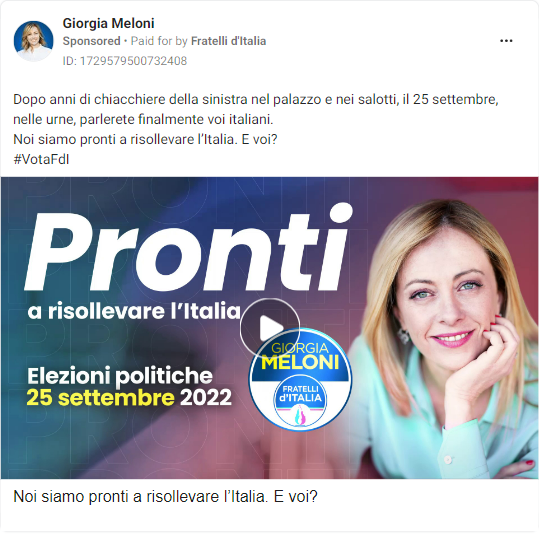 Giorgia Meloni
Sponsored • Paid for by Fratelli d'Italia
ID: 1729579500732408
Dopo anni di chiacchiere della sinistra nel palazzo e nei salotti, il 25 settembre,
nelle urne, parlerete finalmente voi italiani.
Noi siamo pronti a risollevare l’Italia. E voi?
#VotaFdI
Pronti
a risollevare l’Italia
Elezioni politiche
25 settembre 2022
GIORGIA
MELONI
FRATELLI
d'ITALIA
Noi siamo pronti a risollevare l’Italia. E voi?